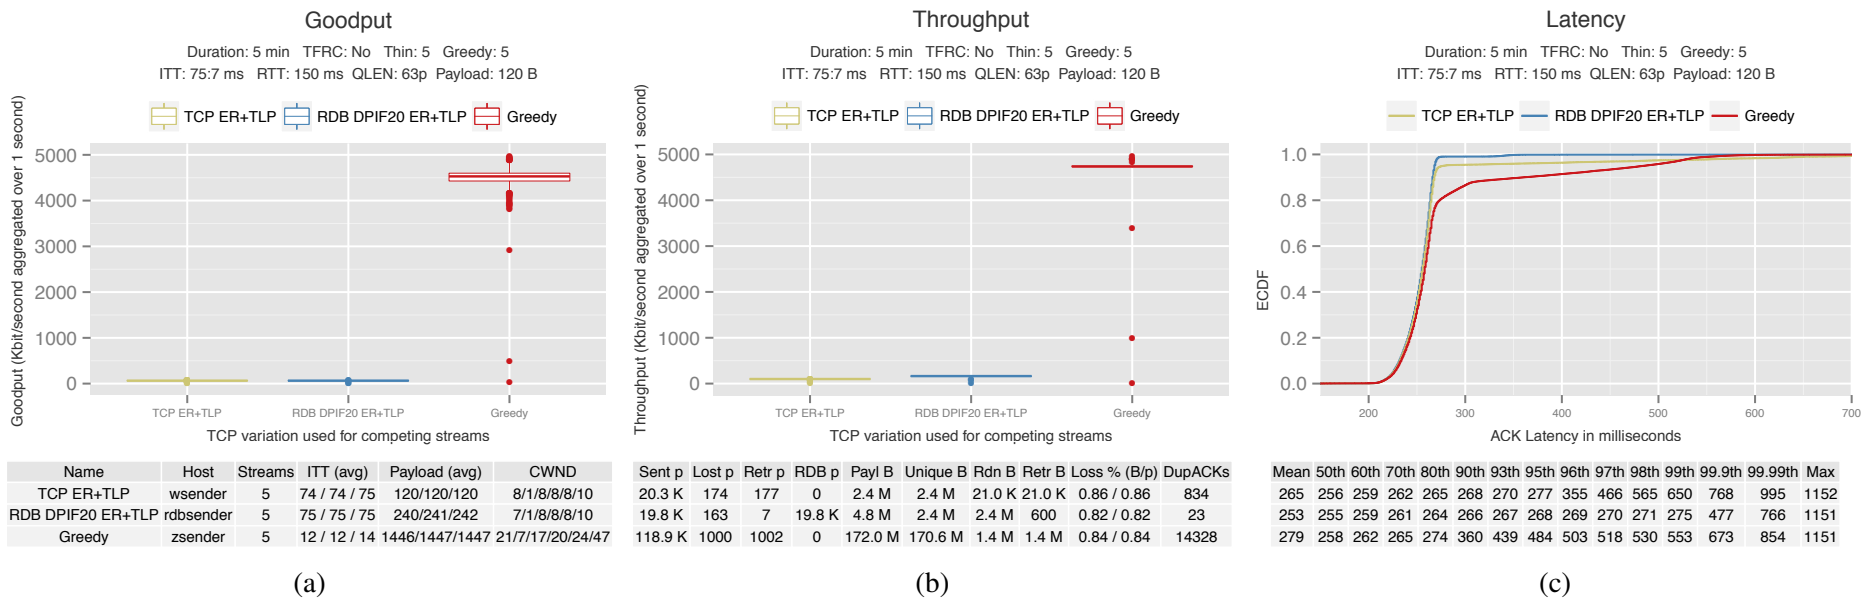 Goodput
Duration: 5 min TFRC: No Thin: 5 Greedy: 5
ITT: 75:7 ms RTT: 150 ms QLEN: 63p Payload: 120 B
TCP ER+TLP RDB DPIF20 ER+TLP Greedy
Goodput (Kbit/second aggregated over 1 second)
5000
4000
3000
2000
1000
0
TCP ER+TLP RDB DPIF20 ER+TLP Greedy
TCP variation used for competing streams
Name Host Streams ITT (avg) Payload (avg) CWND
TCP ER+TLP wsender 5 74 / 74 / 75 120/120/120 8/1/8/8/8/10
RDB DPIF20 ER+TLP rdbsender 5 75 / 75 / 75 240/241/242 7/1/8/8/8/10
Greedy zsender 5 12 / 12 / 14 1446/1447/1447 21/7/17/20/24/47
(a)
Throughput
Duration: 5 min TFRC: No Thin: 5 Greedy: 5
ITT: 75:7 ms RTT: 150 ms QLEN: 63p Payload: 120 B
TCP ER+TLP RDB DPIF20 ER+TLP Greedy
Throughput (Kbit/second aggregated over 1 second)
5000
4000
3000
2000
1000
0
TCP ER+TLP RDB DPIF20 ER+TLP Greedy
TCP variation used for competing streams
Sent p Lost p Retr p RDB p Payl B Unique B Rdn B Retr B Loss % (B/p) DupACKs
20.3 K 174 177 0 2.4 M 2.4 M 21.0 K 21.0 K 0.86 / 0.86 834
19.8 K 163 7 19.8 K 4.8 M 2.4 M 2.4 M 600 0.82 / 0.82 23
118.9 K 1000 1002 0 172.0 M 170.6 M 1.4 M 1.4 M 0.84 / 0.84 14328
(b)
Latency
Duration: 5 min TFRC: No Thin: 5 Greedy: 5
ITT: 75:7 ms RTT: 150 ms QLEN: 63p Payload: 120 B
TCP ER+TLP RDB DPIF20 ER+TLP Greedy
ECDF
1.0
0.8
0.6
0.4
0.2
0.0
200 300 400 500 600 700
ACK Latency in milliseconds
Mean 50th 60th 70th 80th 90th 93th 95th 96th 97th 98th 99th 99.9th 99.99th Max
265 256 259 262 265 268 270 277 355 466 565 650 768 995 1152
253 255 259 261 264 266 267 268 269 270 271 275 477 766 1151
279 258 262 265 274 360 439 484 503 518 530 553 673 854 1151
(c)